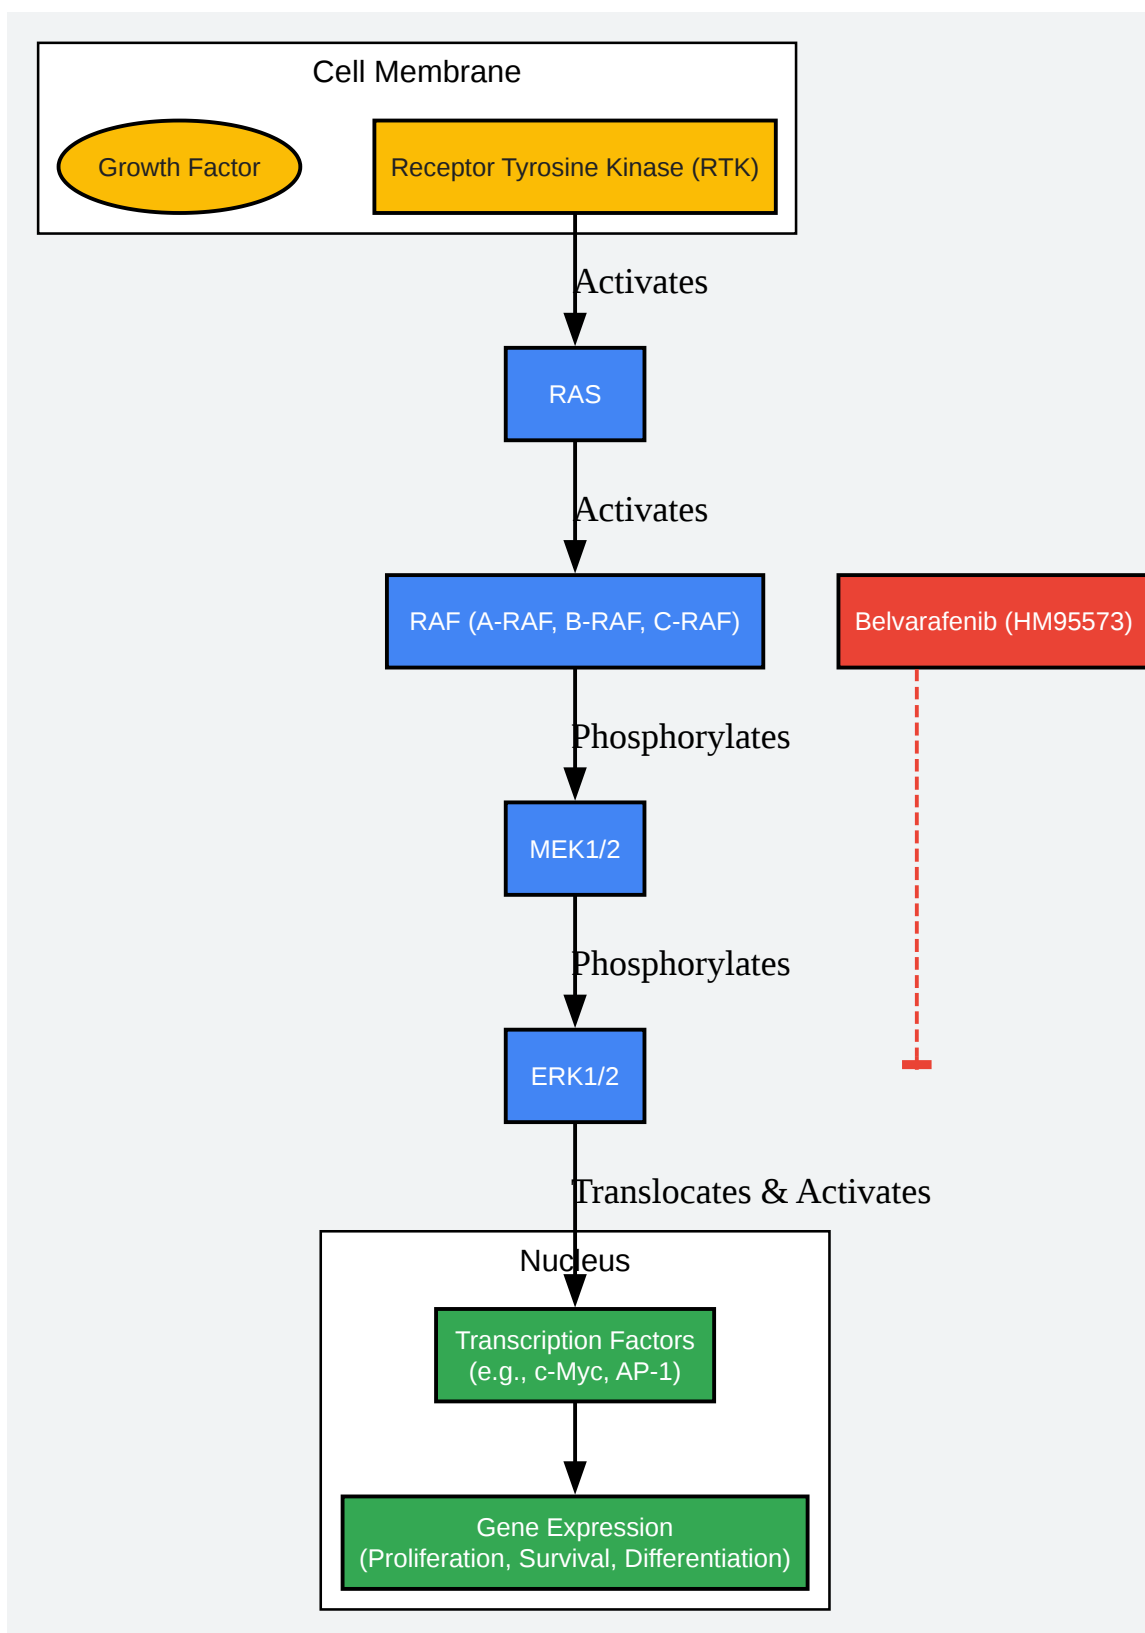 Cell Membrane
Growth Factor
Receptor Tyrosine Kinase (RTK)
Activates
RAS
Activates
RAF (A-RAF, B-RAF, C-RAF)
Belvarafenib (HM95573)
Phosphorylates
MEK1/2
Phosphorylates
ERK1/2
Translocates & Activates
Nucleus
Transcription Factors
(e.g., c-Myc, AP-1)
Gene Expression
(Proliferation, Survival, Differentiation)